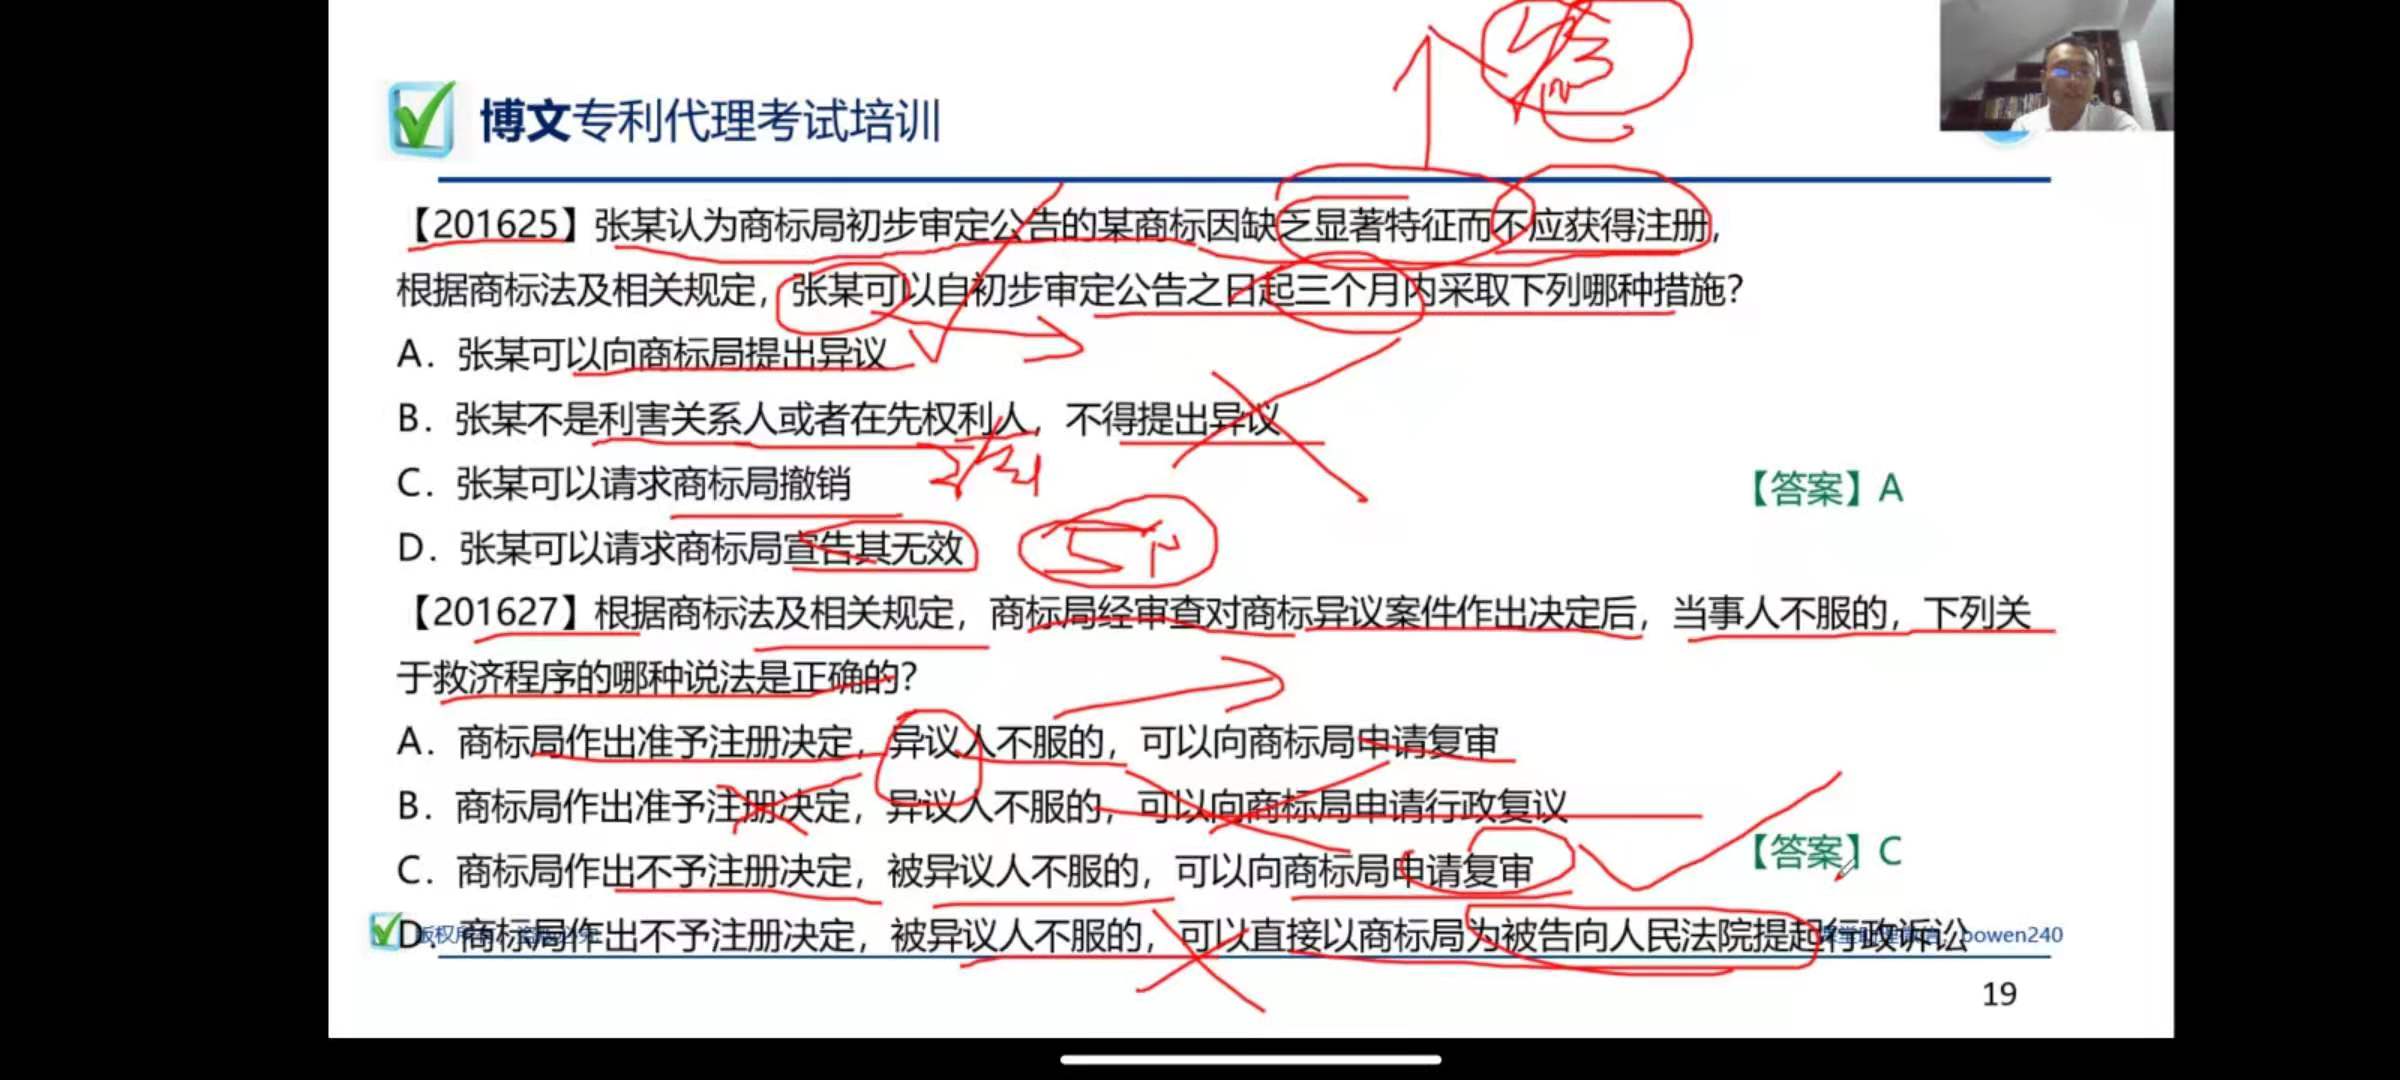 博文专利代理考试培训
【201625】张某认为商标局初步审定公告的某商标因缺乏显著特征而不应获得注册，
根据商标法及相关规定，张某可以自初步审定公告之日起三个月内采取下列哪种措施？
A. 张某可以向商标局提出异议
B. 张某不是利害关系人或者在先权利人，不得提出异议
C. 张某可以请求商标局撤销
【答案】A
D. 张某可以请求商标局宣告其无效
【201627】根据商标法及相关规定，商标局经审查对商标异议案件作出决定后，当事人不服的，下列关
于救济程序的哪种说法是正确的？
A. 商标局作出准予注册决定，异议人不服的，可以向商标局申请复审
B. 商标局作出准予注册决定，异议人不服的，可以向商标局申请行政复议
【答案】C
C. 商标局作出不予注册决定，被异议人不服的，可以向商标局申请复审
D. 商标局作出不予注册决定，被异议人不服的，可以直接以商标局为被告向人民法院提起行政诉讼
bowen240
19